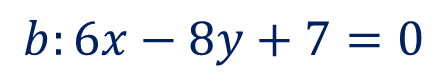 b: 6x − 8y + 7 = 0